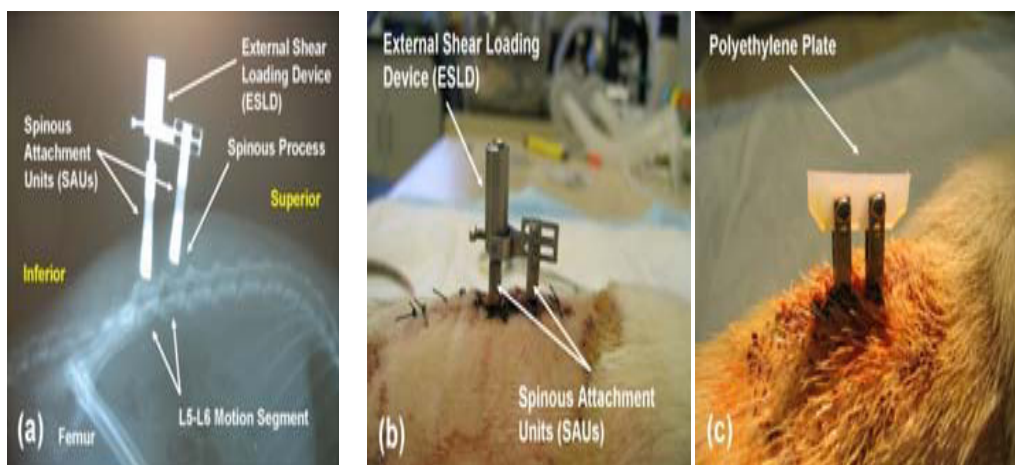 External Shear
Loading Device
(ESLD)
Spinous
Attachment
Units (SAUs)
Spinous Process
Superior
Inferior
L5-L6 Motion Segment
Femur
(a)
External Shear Loading
Device (ESLD)
Spinous Attachment
Units (SAUs)
(b)
Polyethylene Plate
(c)